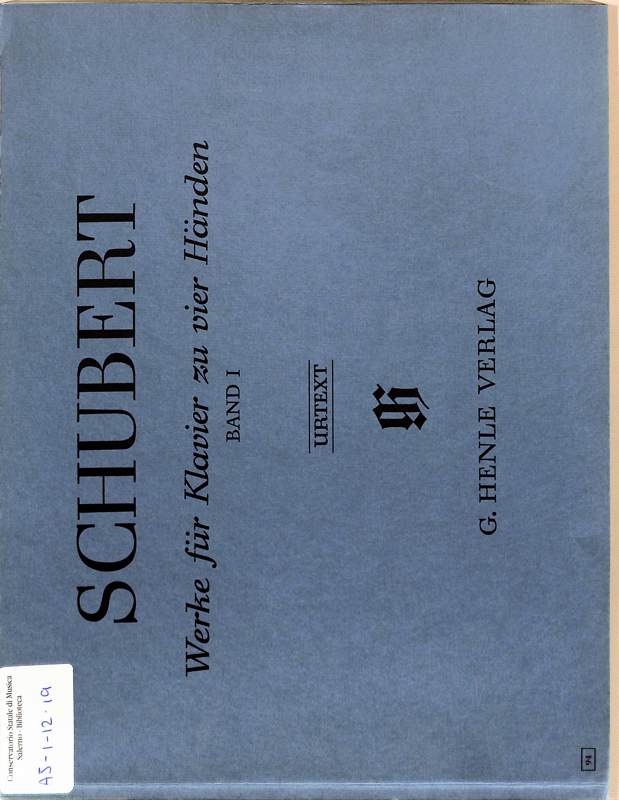 Conservatorio Statale di Musica
Salerno - Biblioteca
AS-1-12-19
SCHUBERT
Werke für Klavier zu vier Händen
BAND I
URTEXT
G. HENLE VERLAG
94